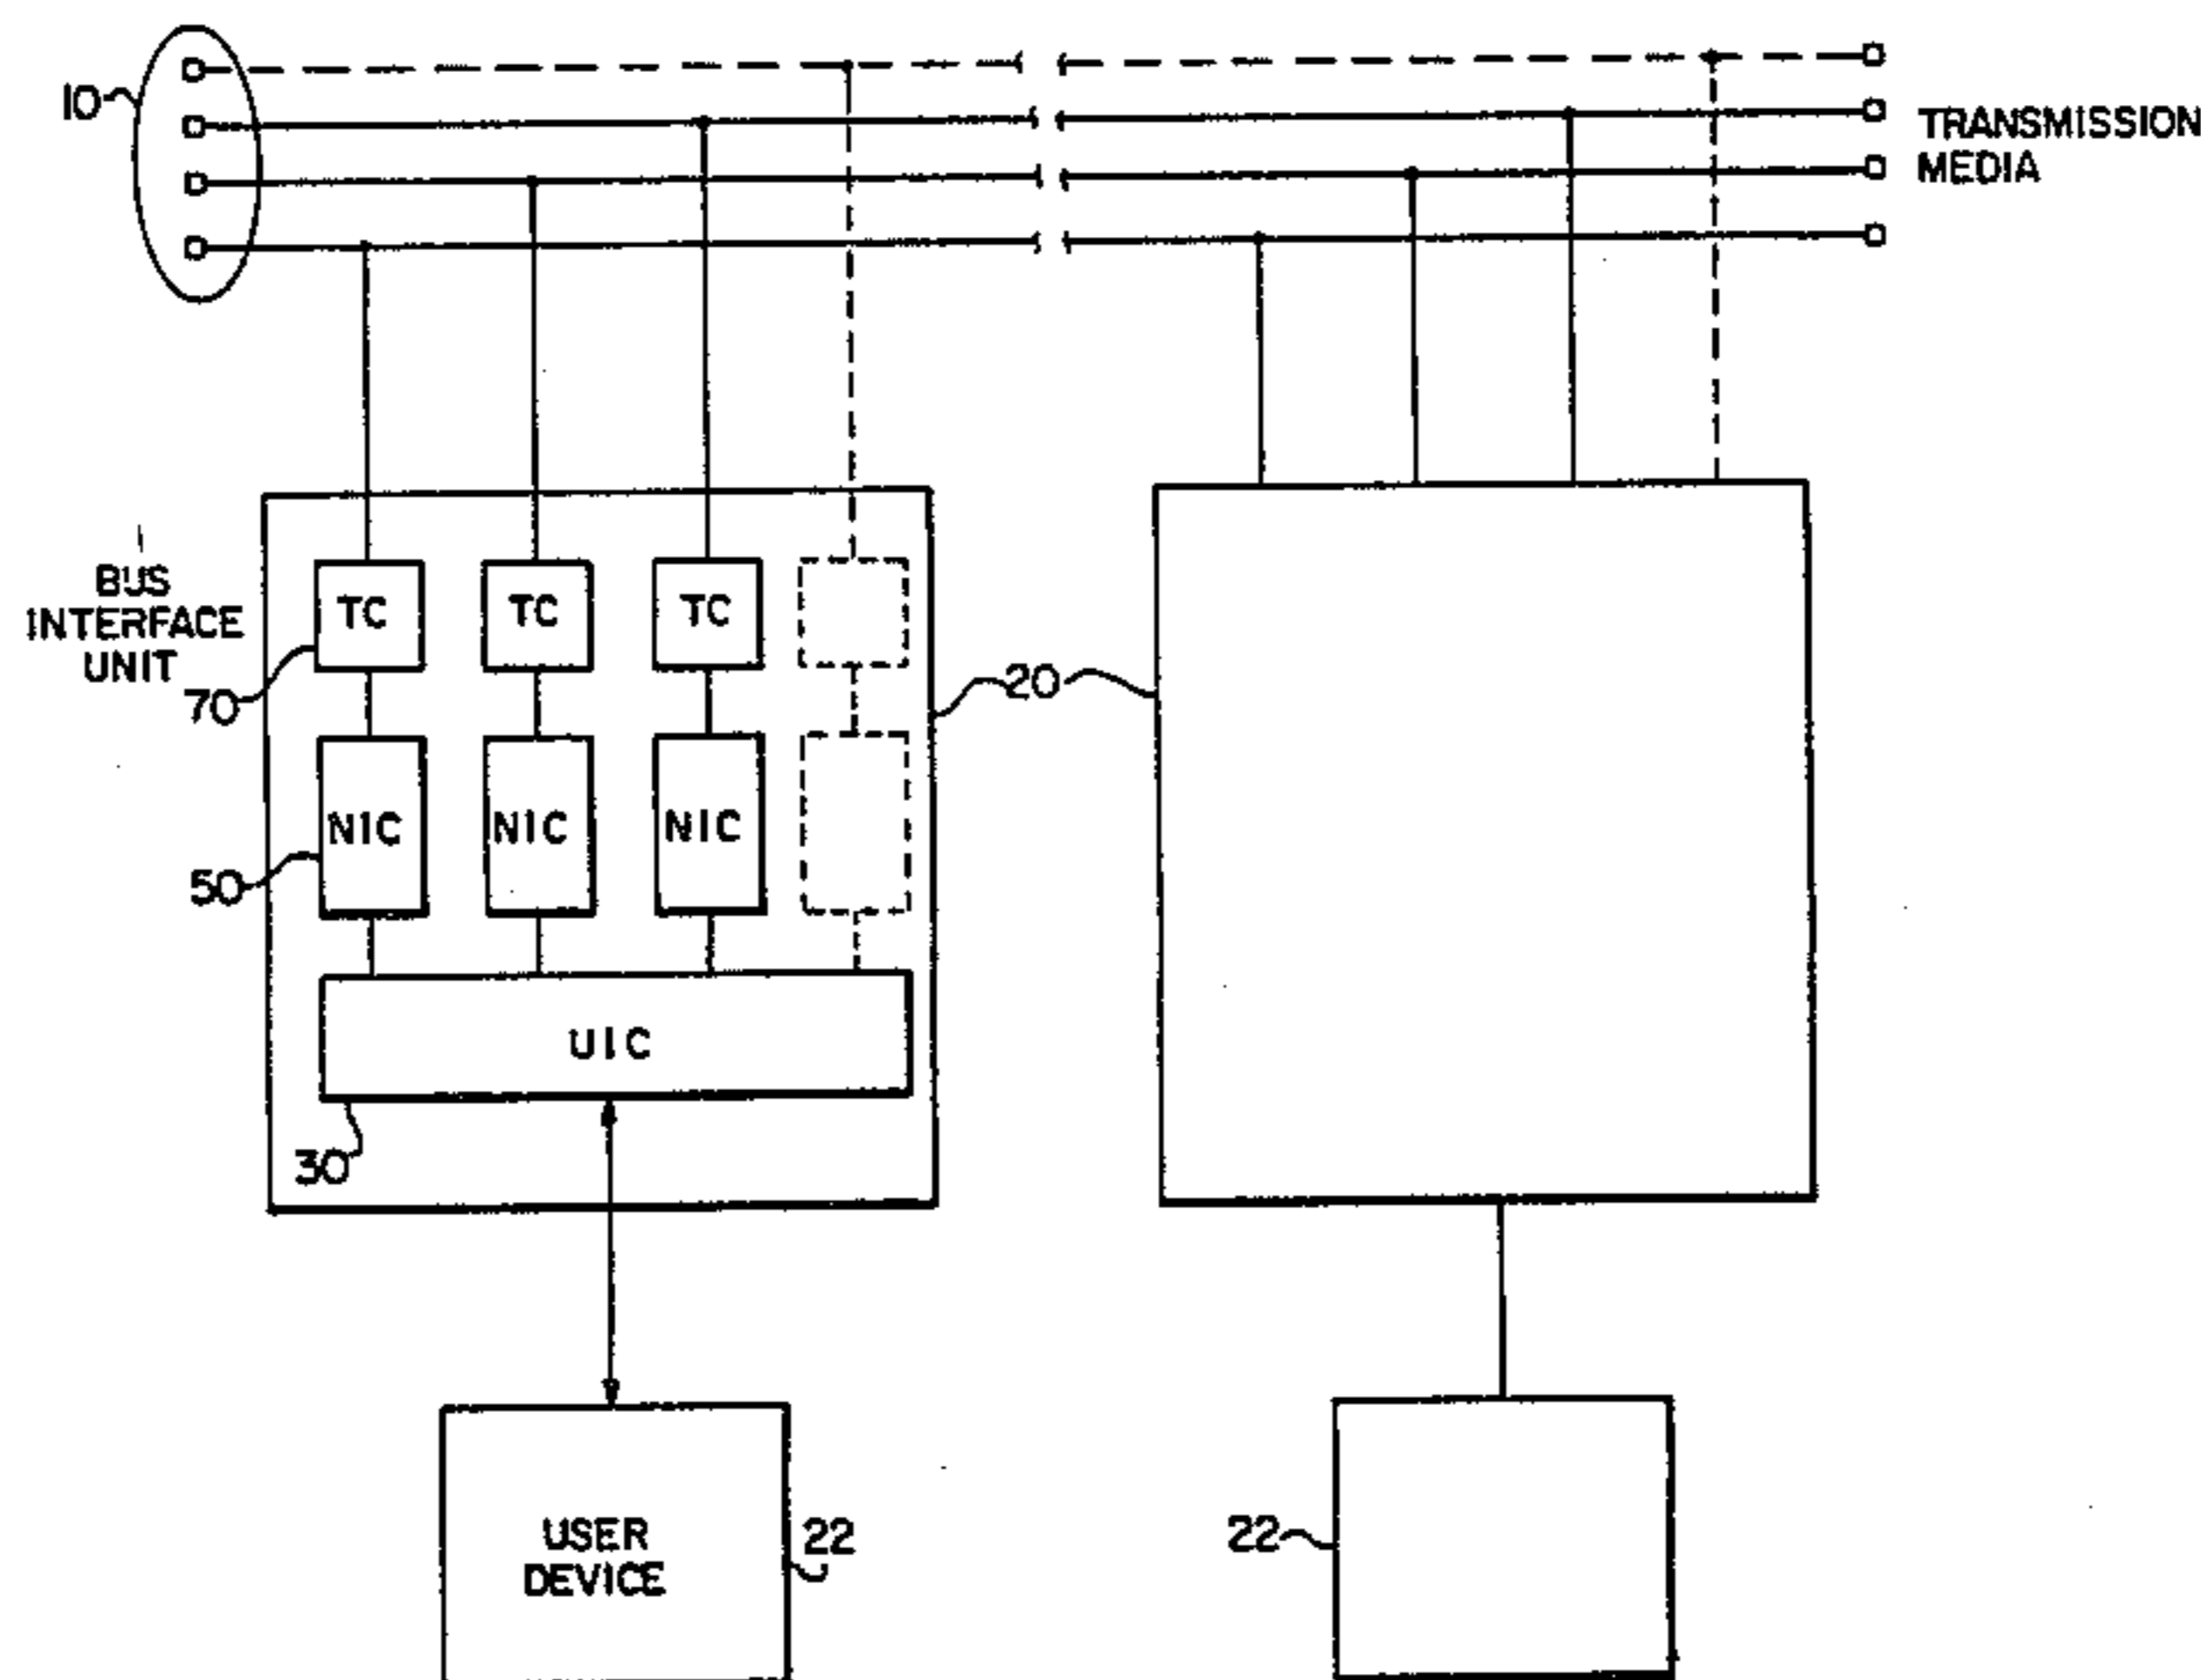 10
TRANSMISSION
MEDIA
BUS
INTERFACE
UNIT
TC
TC
TC
70
20
NIC
NIC
NIC
50
UIC
30
USER
DEVICE
22
22